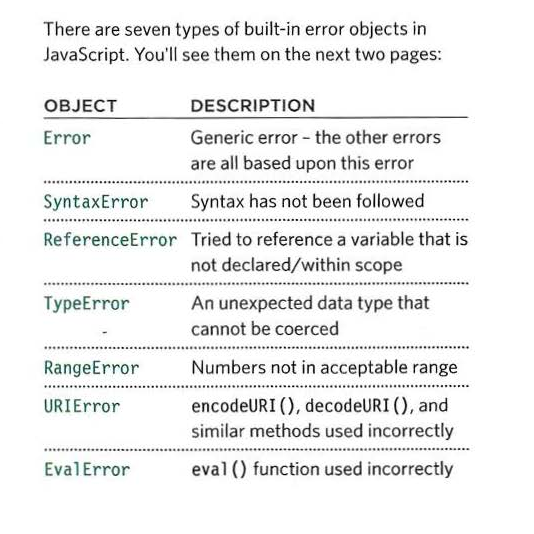 There are seven types of built-in error objects in
JavaScript. You'll see them on the next two pages:
OBJECT DESCRIPTION
Error Generic error – the other errors
are all based upon this error
SyntaxError Syntax has not been followed
ReferenceError Tried to reference a variable that is
not declared/within scope
TypeError An unexpected data type that
cannot be coerced
RangeError Numbers not in acceptable range
URIError encodeURI(), decodeURI(), and
similar methods used incorrectly
EvalError eval() function used incorrectly